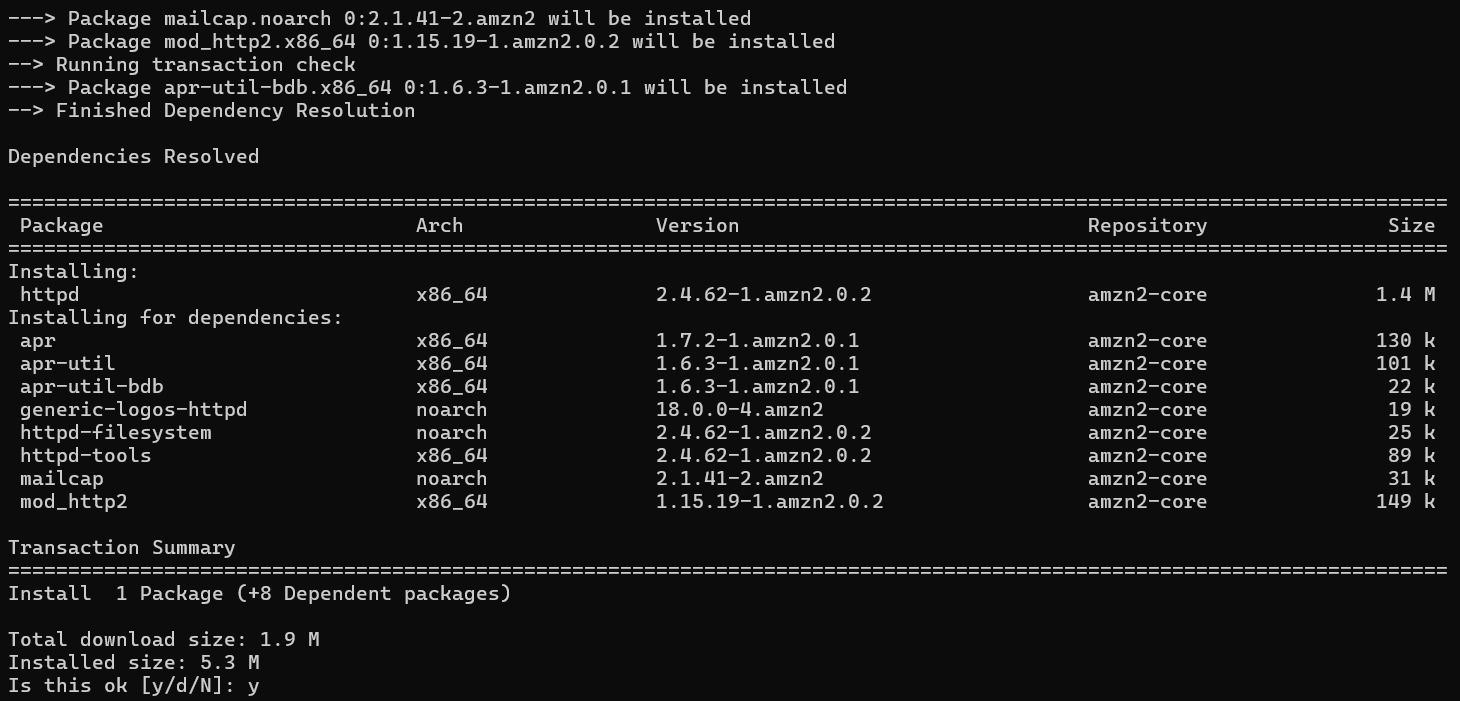 ---> Package mailcap.noarch 0:2.1.41-2.amzn2 will be installed
---> Package mod_http2.x86_64 0:1.15.19-1.amzn2.0.2 will be installed
--> Running transaction check
---> Package apr-util-bdb.x86_64 0:1.6.3-1.amzn2.0.1 will be installed
--> Finished Dependency Resolution

Dependencies Resolved

========================================================================================================================
 Package                          Arch                Version                             Repository               Size
========================================================================================================================
Installing:
 httpd                            x86_64              2.4.62-1.amzn2.0.2                  amzn2-core              1.4 M
Installing for dependencies:
 apr                              x86_64              1.7.2-1.amzn2.0.1                   amzn2-core              130 k
 apr-util                         x86_64              1.6.3-1.amzn2.0.1                   amzn2-core              101 k
 apr-util-bdb                     x86_64              1.6.3-1.amzn2.0.1                   amzn2-core               22 k
 generic-logos-httpd              noarch              18.0.0-4.amzn2                      amzn2-core               19 k
 httpd-filesystem                 noarch              2.4.62-1.amzn2.0.2                  amzn2-core               25 k
 httpd-tools                      x86_64              2.4.62-1.amzn2.0.2                  amzn2-core               89 k
 mailcap                          noarch              2.1.41-2.amzn2                      amzn2-core               31 k
 mod_http2                        x86_64              1.15.19-1.amzn2.0.2                 amzn2-core              149 k

Transaction Summary
========================================================================================================================
Install  1 Package (+8 Dependent packages)

Total download size: 1.9 M
Installed size: 5.3 M
Is this ok [y/d/N]: y